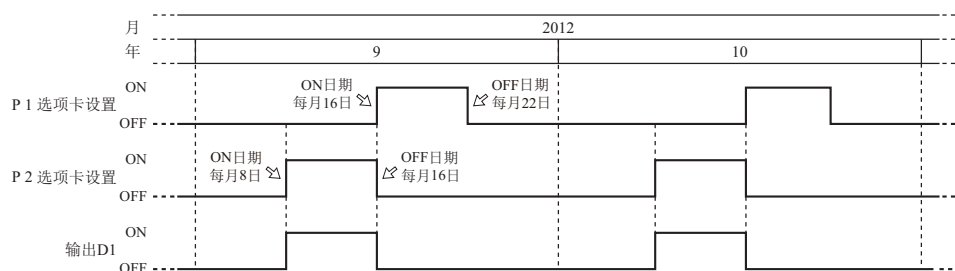 月
2012
年
9
10
P 1 选项卡设置
ON
OFF
ON日期
每月16日
OFF日期
每月22日
P 2 选项卡设置
ON
OFF
ON日期
每月8日
OFF日期
每月16日
输出D1
ON
OFF